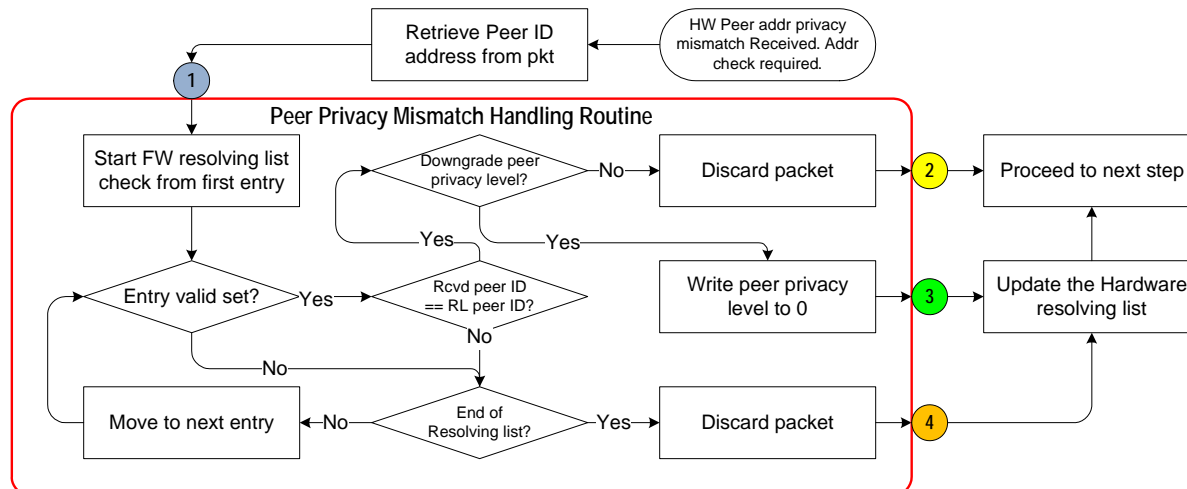 Retrieve Peer ID
address from pkt
HW Peer addr privacy
mismatch Received. Addr
check required.
1
Peer Privacy Mismatch Handling Routine
Start FW resolving list
check from first entry
Downgrade peer
privacy level?
No
Discard packet
2
Proceed to next step
Yes
Yes
Entry valid set?
Yes
Rcvd peer ID
== RL peer ID?
Write peer privacy
level to 0
3
Update the Hardware
resolving list
No
No
Move to next entry
No
End of
Resolving list?
Yes
Discard packet
4